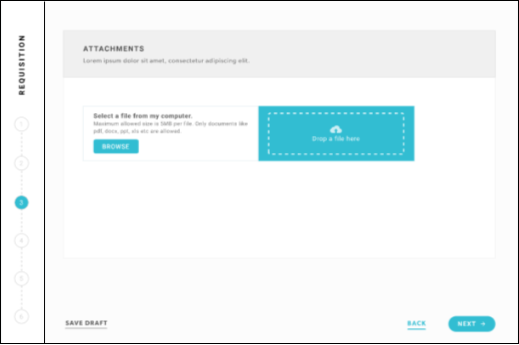 REQUISITION
1
2
3
4
5
6
ATTACHMENTS
Lorem ipsum dolor sit amet, consectetur adipiscing elit.
Select a file from my computer.
Maximum allowed size is 5MB per file. Only documents like
pdf, docx, ppt, xls etc are allowed.
BROWSE
Drop a file here
SAVE DRAFT
BACK
NEXT →